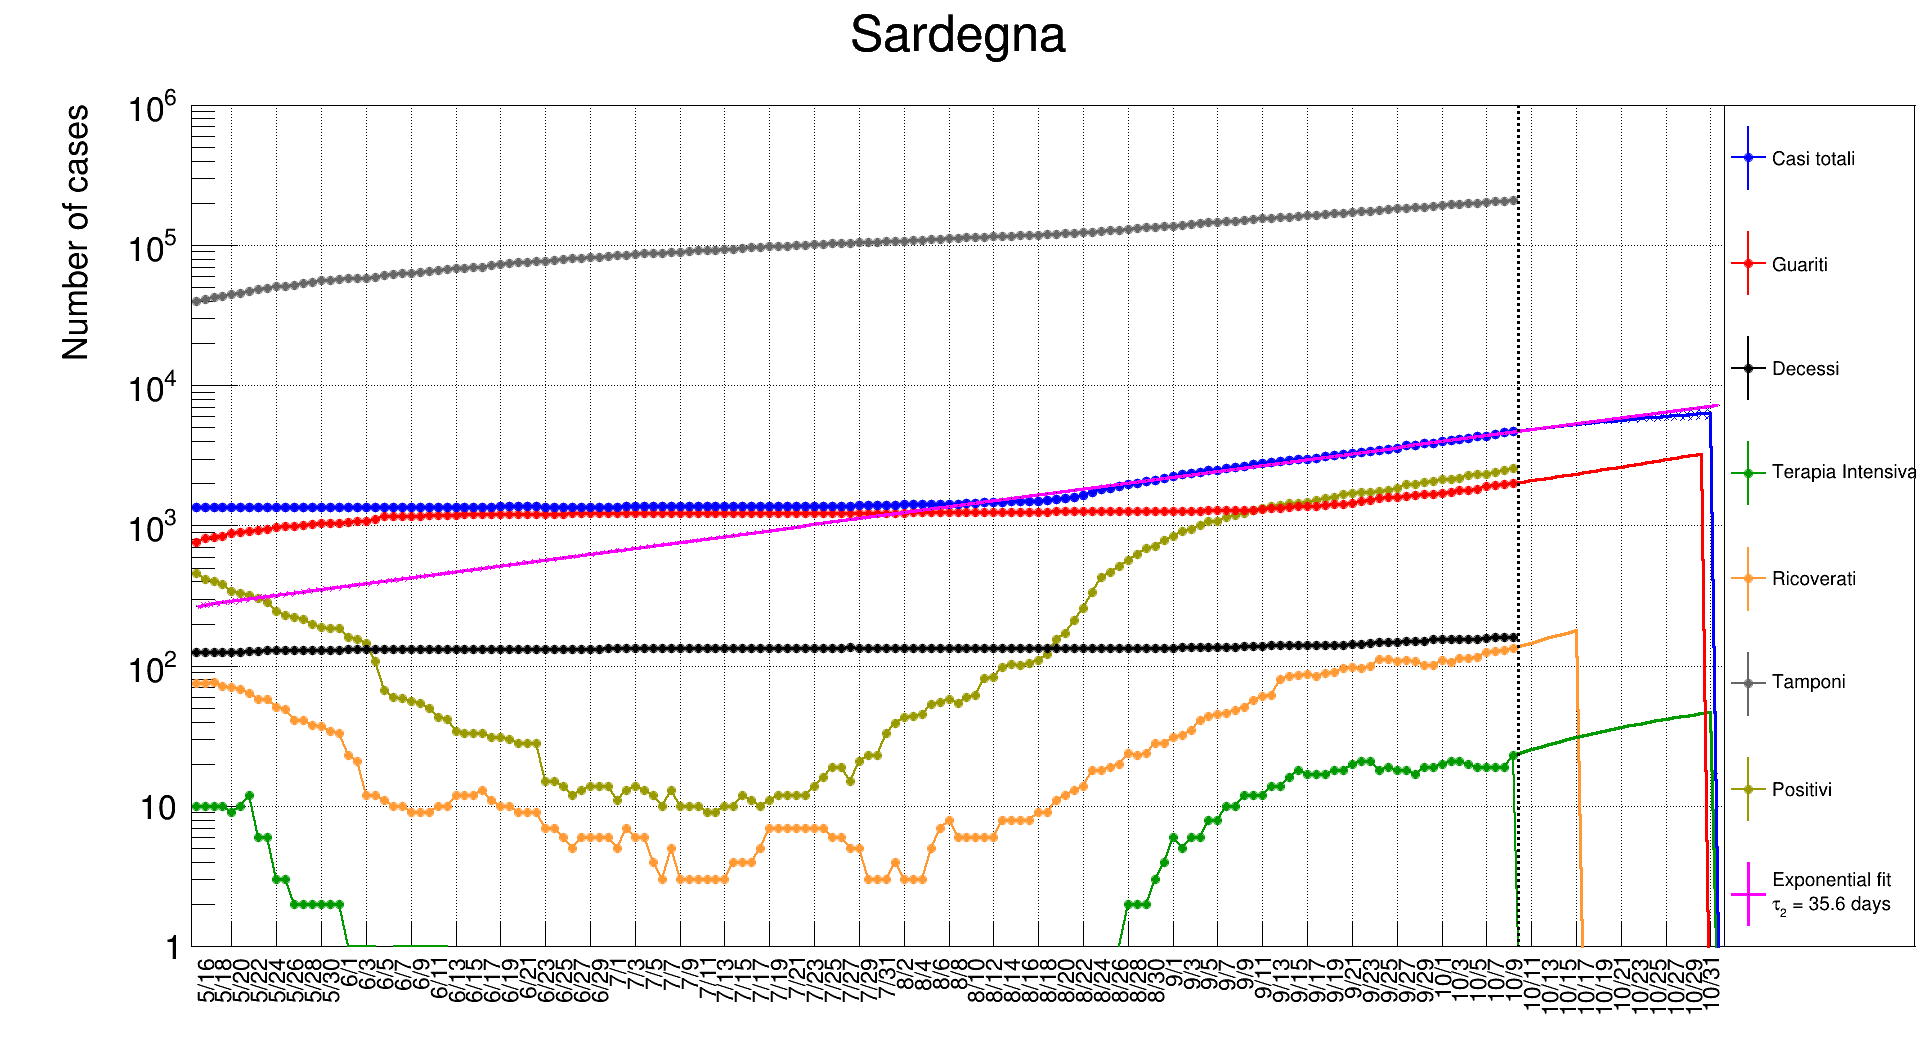 Sardegna
Number of cases
10^6
10^5
10^4
10^3
10^2
10
1
5/16 5/18 5/20 5/22 5/24 5/26 5/28 5/30 6/1 6/3 6/5 6/7 6/9 6/11 6/13 6/15 6/17 6/19 6/21 6/23 6/25 6/27 6/29 7/1 7/3 7/5 7/7 7/9 7/11 7/13 7/15 7/17 7/19 7/21 7/23 7/25 7/27 7/29 7/31 8/2 8/4 8/6 8/8 8/10 8/12 8/14 8/16 8/18 8/20 8/22 8/24 8/26 8/28 8/30 9/1 9/3 9/5 9/7 9/9 9/11 9/13 9/15 9/17 9/19 9/21 9/23 9/25 9/27 9/29 10/1 10/3 10/5 10/7 10/9 10/11 10/13 10/15 10/17 10/19 10/21 10/23 10/25 10/27 10/29 10/31
Casi totali
Guariti
Decessi
Terapia Intensiva
Ricoverati
Tamponi
Positivi
Exponential fit
τ₂ = 35.6 days